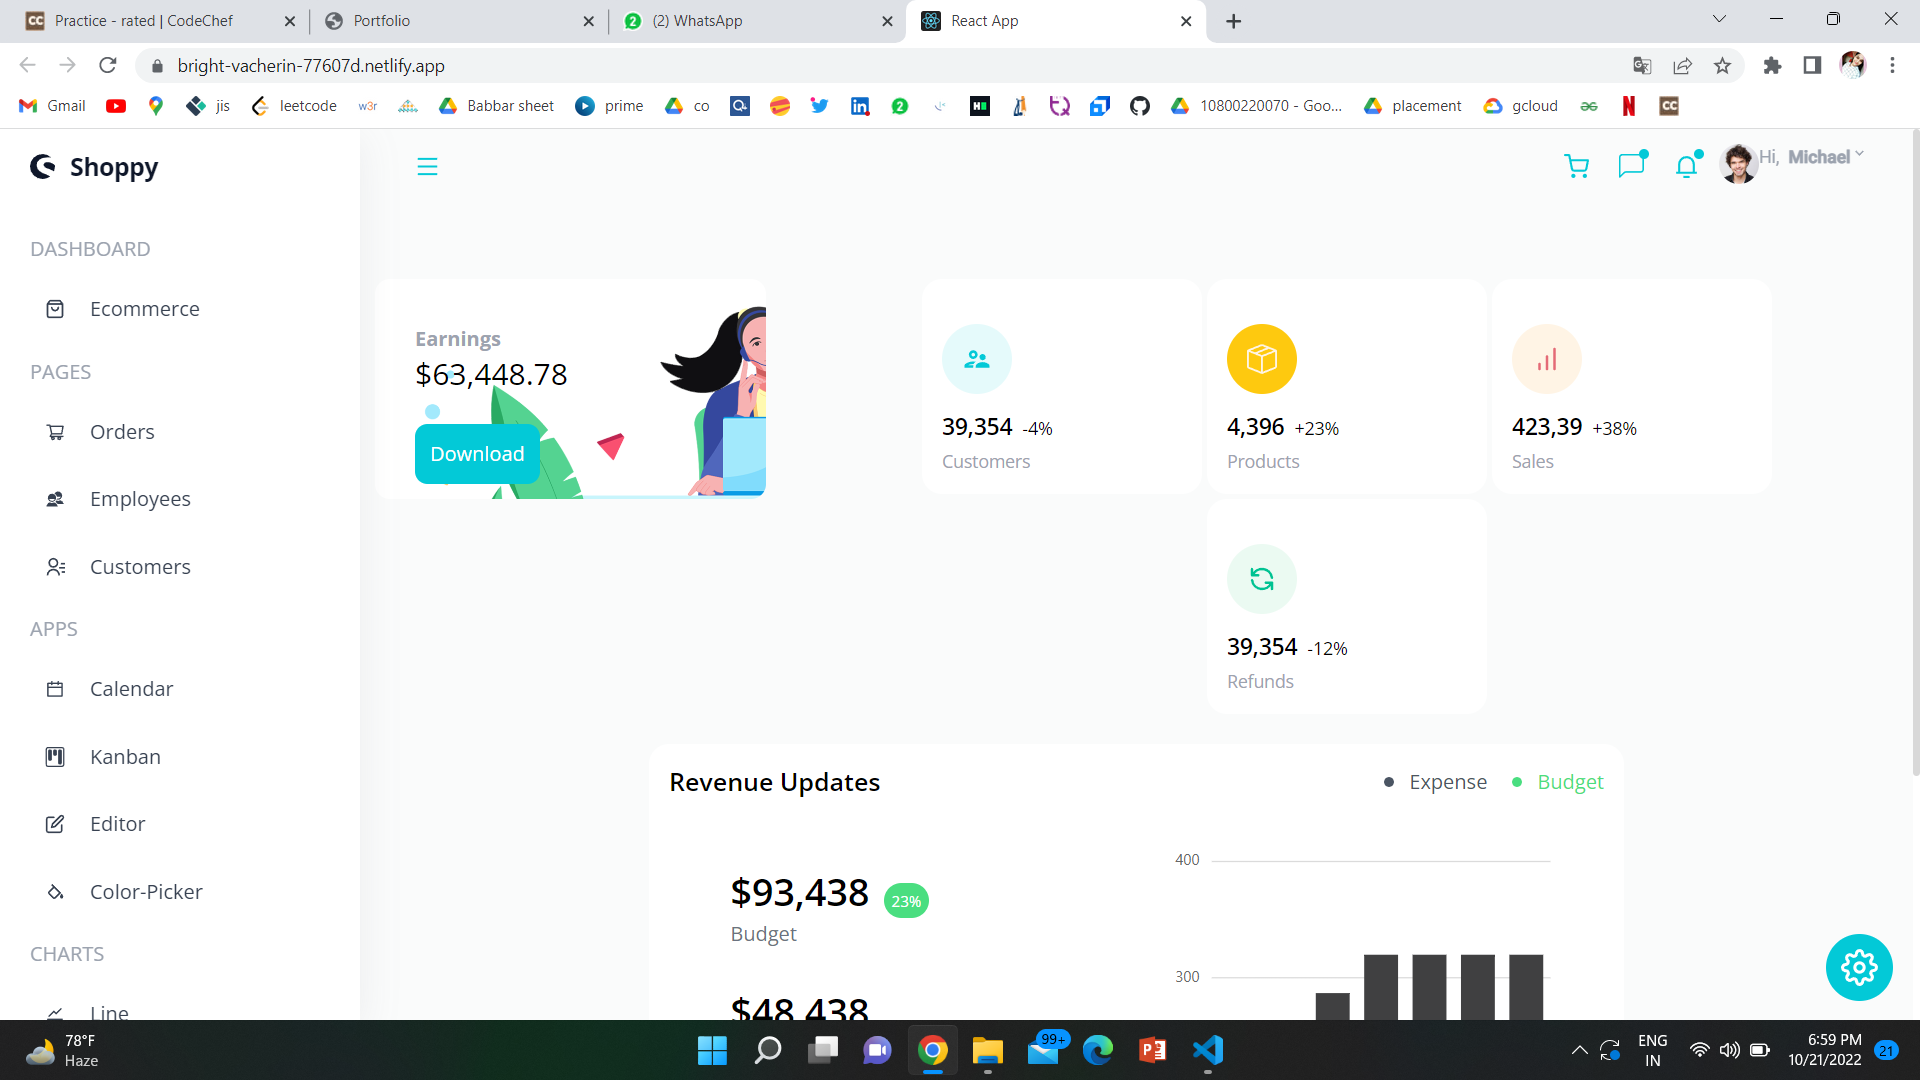 Practice - rated | CodeChef
Portfolio
(2) WhatsApp
React App
bright-vacherin-77607d.netlify.app
Gmail
jis
leetcode
w3r
Babbar sheet
prime
co
10800220070 - Goo...
placement
gcloud
Shoppy
Hi, Michael
DASHBOARD
Ecommerce
PAGES
Orders
Employees
Customers
APPS
Calendar
Kanban
Editor
Color-Picker
CHARTS
Line
Earnings
$63,448.78
Download
39,354 -4%
Customers
4,396 +23%
Products
423,39 +38%
Sales
39,354 -12%
Refunds
Revenue Updates
Expense
Budget
$93,438 23%
Budget
$48,438
400
300
78°F
Haze
99+
ENG
IN
6:59 PM
10/21/2022
21